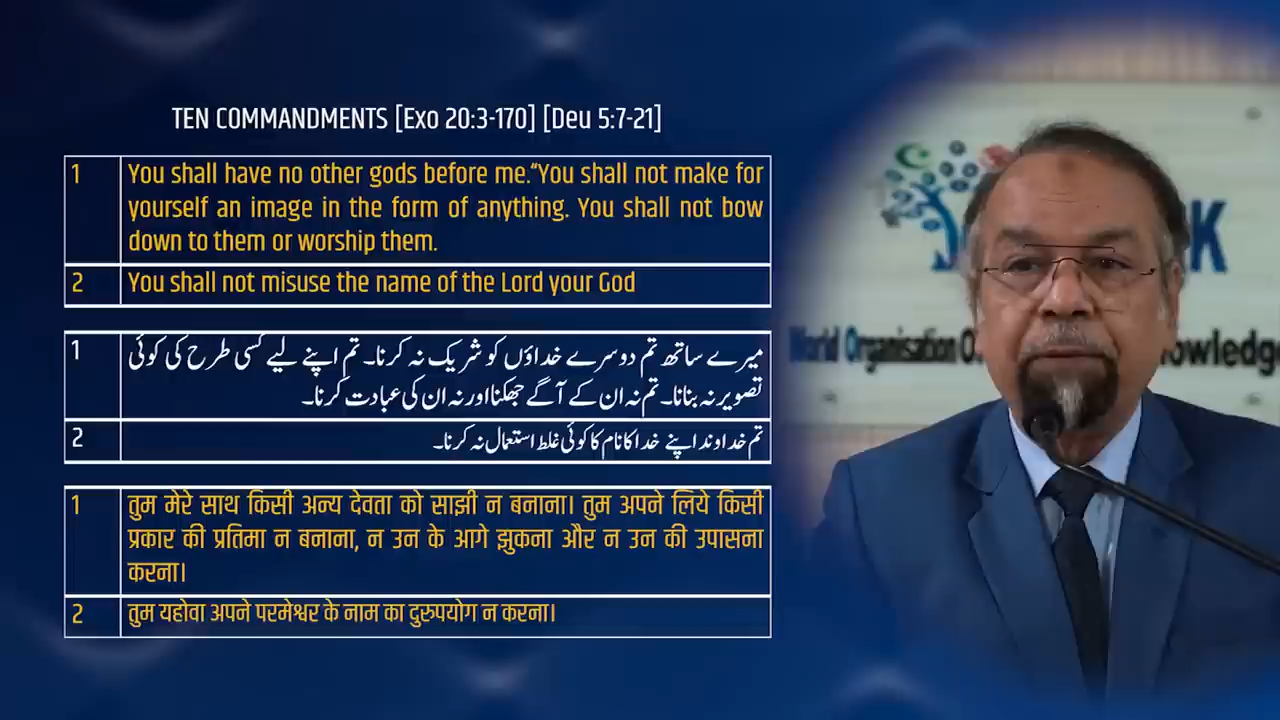 TEN COMMANDMENTS [Exo 20:3-170] [Deu 5:7-21]
1 You shall have no other gods before me.“You shall not make for
yourself an image in the form of anything. You shall not bow
down to them or worship them.
2 You shall not misuse the name of the Lord your God
1 میرے ساتھ تم دوسرے خداؤں کو شریک نہ کرنا۔ تم اپنے لیے کسی طرح کی کوئی
تصویر نہ بنانا۔ تم نہ ان کے آگے جھکنا اور نہ ان کی عبادت کرنا۔
2 تم خداوند اپنے خدا کا نام کا کوئی غلط استعمال نہ کرنا۔
1 तुम मेरे साथ किसी अन्य देवता को साझी न बनाना। तुम अपने लिये किसी
प्रकार की प्रतिमा न बनाना, न उन के आगे झुकना और न उन की उपासना
करना।
2 तुम यहोवा अपने परमेश्वर के नाम का दुरुपयोग न करना।
K
World Organisation O
owledge